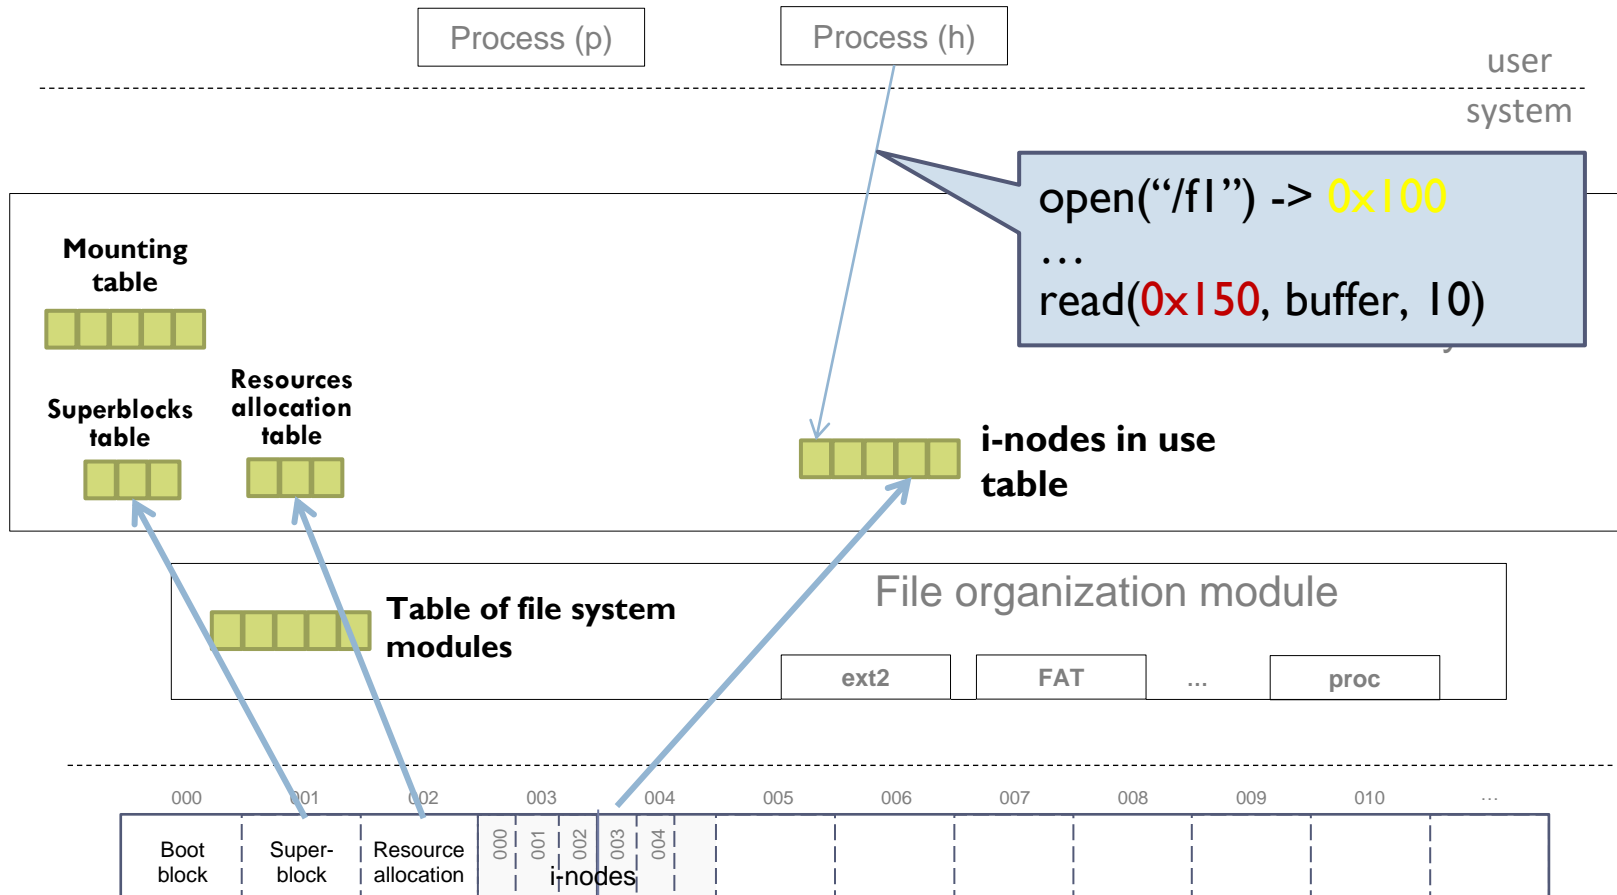 Process (p)
Process (h)
user
system
open(“/f1”) -> 0x100
…
read(0x150, buffer, 10)
Mounting
table
Superblocks
table
Resources
allocation
table
i-nodes in use
table
File organization module
Table of file system
modules
ext2
FAT
...
proc
000
001
002
003
004
005
006
007
008
009
010
...
Boot
block
Super-
block
Resource
allocation
000
001
002
003
004
i-nodes